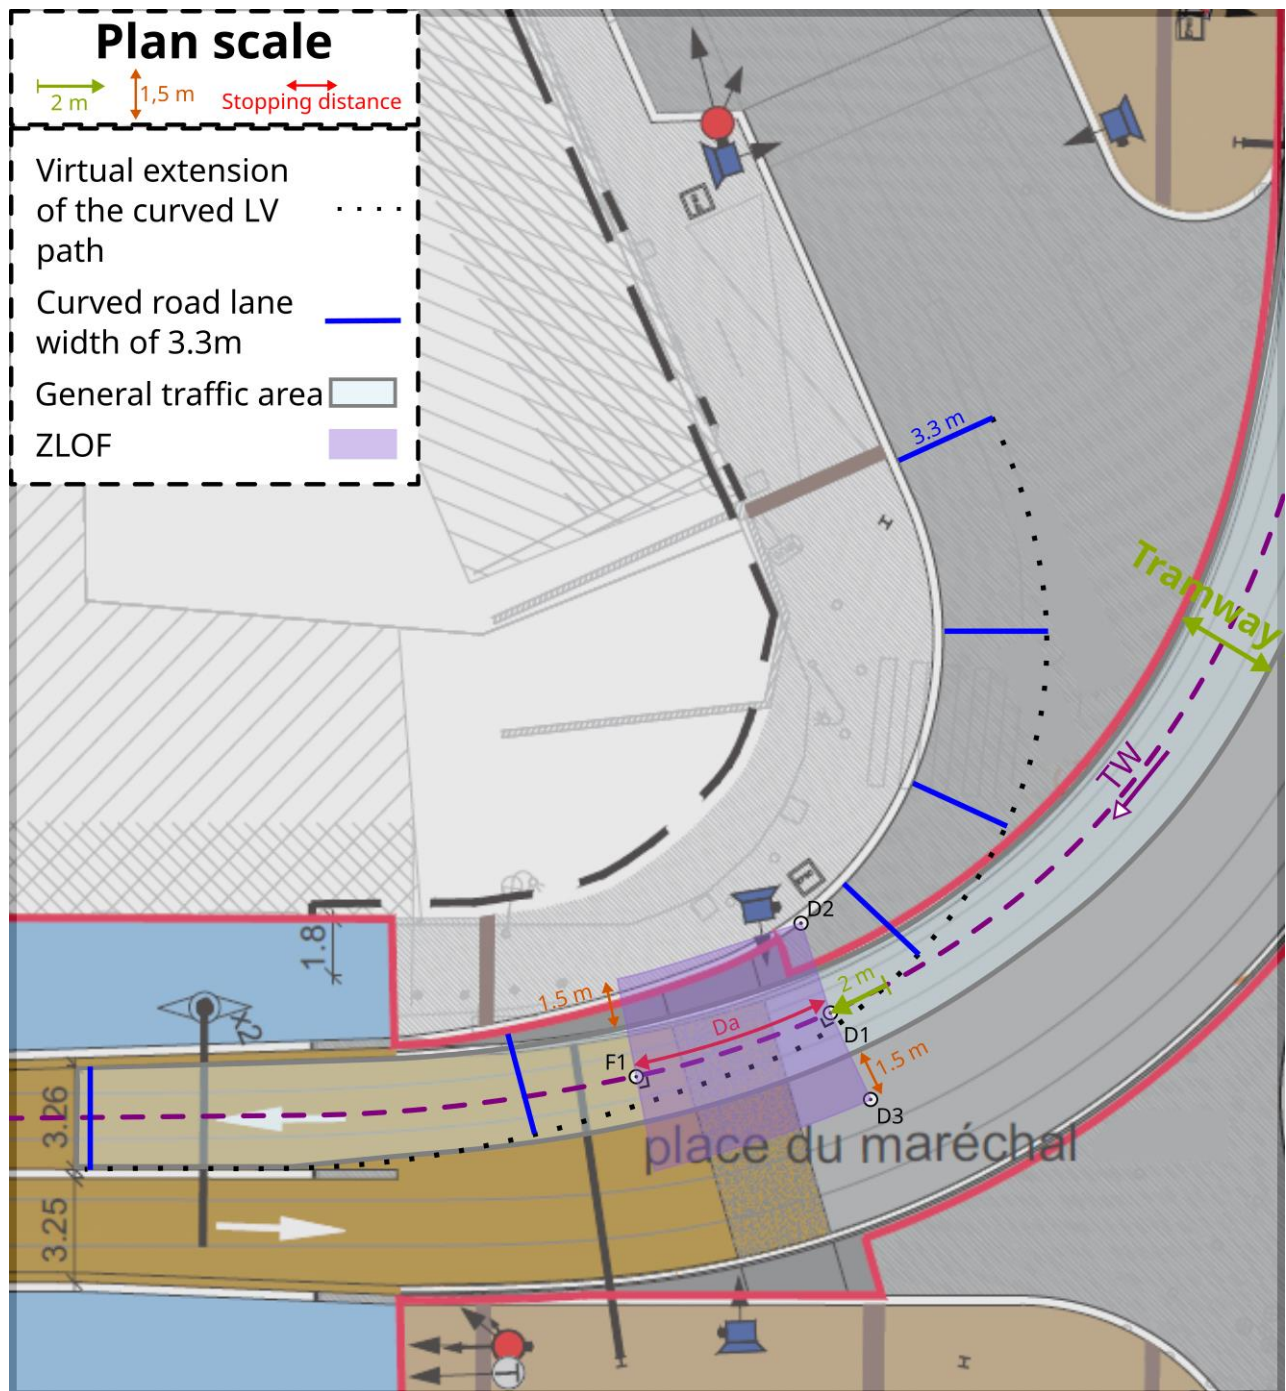 Plan scale
2 m
1,5 m
Stopping distance
Virtual extension
of the curved LV
path
Curved road lane
width of 3.3m
General traffic area
ZLOF
3.3 m
Tramway
TW
D2
1.8
1.5 m
2 m
Da
D1
F1
1.5 m
D3
place du maréchal
x2
3.26
3.25